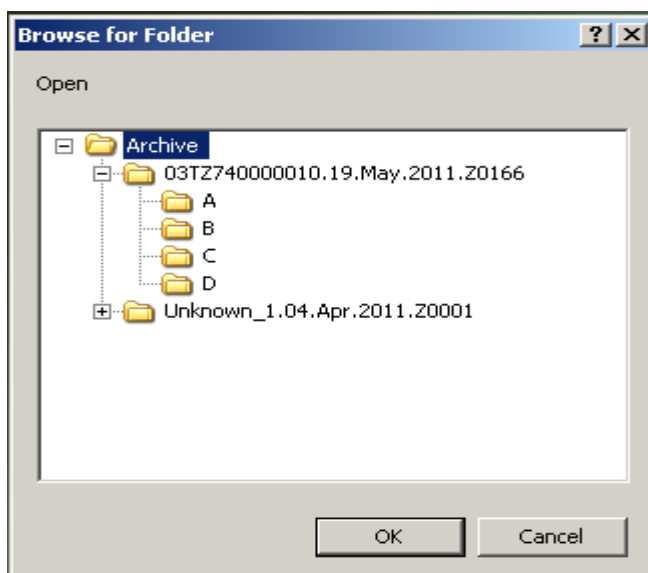 Browse for Folder
Open
Archive
03TZ740000010.19.May.2011.Z0166
A
B
C
D
Unknown_1.04.Apr.2011.Z0001
OK Cancel